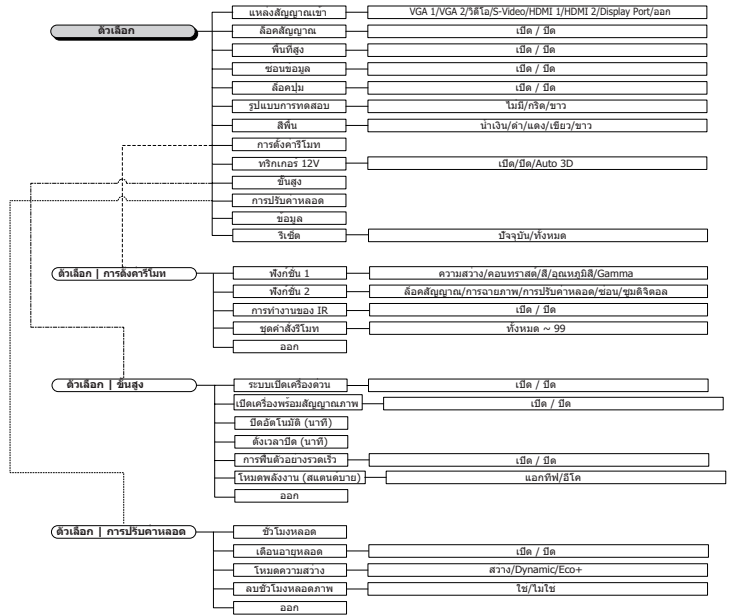 แหล่งสัญญาณเข้า VGA 1/VGA 2/วิดีโอ/S-Video/HDMI 1/HDMI 2/Display Port/ออก
ตัวเลือก ล็อคสัญญาณ เปิด / ปิด
พื้นที่สูง เปิด / ปิด
ซ่อนข้อมูล เปิด / ปิด
ล็อคปุ่ม เปิด / ปิด
รูปแบบการทดสอบ ไม่มี/กริด/ขาว
สีพื้น น้ำเงิน/ดำ/แดง/เขียว/ขาว
การตั้งค่ารีโมท
ทริกเกอร์ 12V เปิด/ปิด/Auto 3D
ขั้นสูง
การปรับค่าหลอด
ข้อมูล
รีเซ็ต ปัจจุบัน/ทั้งหมด
ตัวเลือก | การตั้งค่ารีโมท ฟังก์ชั่น 1 ความสว่าง/คอนทราสต์/สี/อุณหภูมิสี/Gamma
ฟังก์ชั่น 2 ล็อคสัญญาณ/การฉายภาพ/การปรับค่าหลอด/ซ่อน/ซูมดิจิตอล
การทำงานของ IR เปิด / ปิด
ชุดคำสั่งรีโมท ทั้งหมด ~ 99
ออก
ตัวเลือก | ขั้นสูง ระบบเปิดเครื่องด่วน เปิด / ปิด
เปิดเครื่องพร้อมสัญญาณภาพ เปิด / ปิด
ปิดอัตโนมัติ (นาที)
ตั้งเวลาปิด (นาที)
การฟื้นตัวอย่างรวดเร็ว เปิด / ปิด
โหมดพลังงาน (สแตนด์บาย) แอกทีฟ/อีโค
ออก
ตัวเลือก | การปรับค่าหลอด ชั่วโมงหลอด
เตือนอายุหลอด เปิด / ปิด
โหมดความสว่าง สว่าง/Dynamic/Eco+
ลบชั่วโมงหลอดภาพ ใช่/ไม่ใช่
ออก